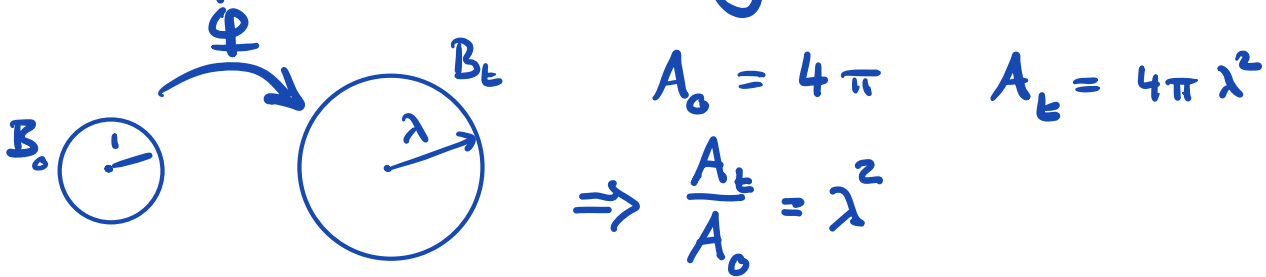 φ
B₀ 1
λ
Bₜ
A₀ = 4π Aₜ = 4πλ²
⇒ Aₜ/A₀ = λ²